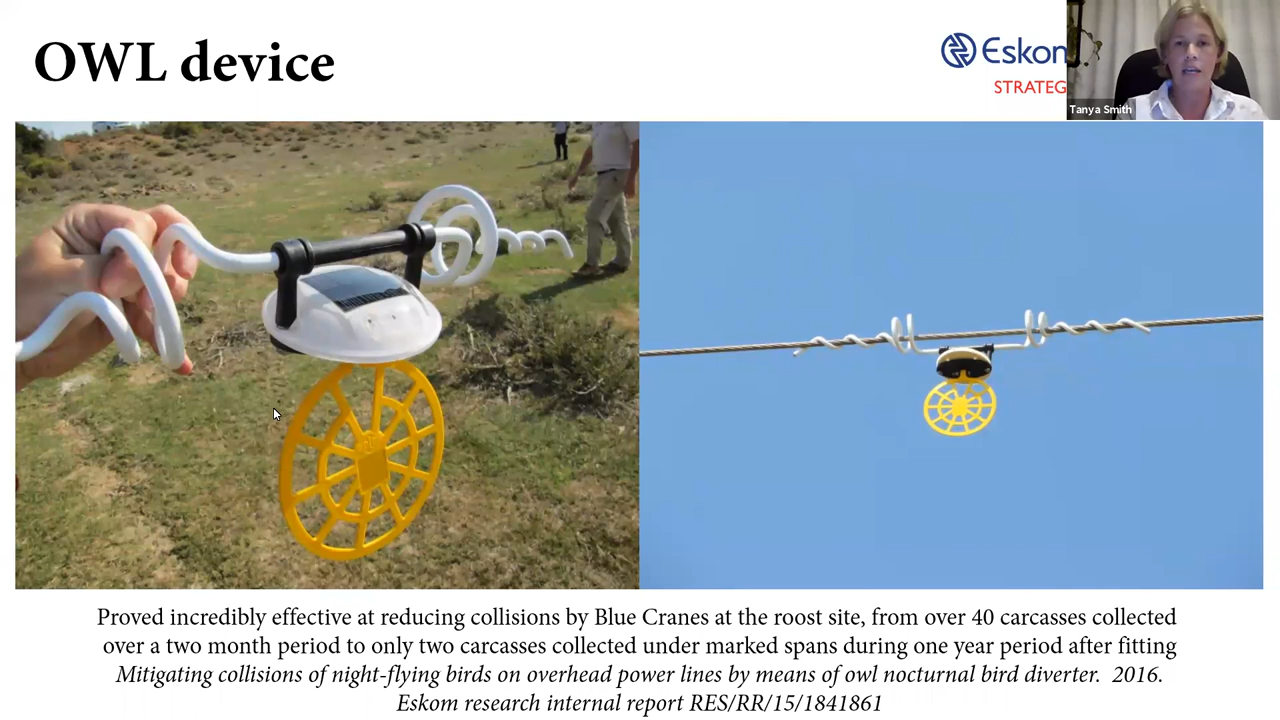 OWL device
Eskom
STRATEG
Tanya Smith
Proved incredibly effective at reducing collisions by Blue Cranes at the roost site, from over 40 carcasses collected
over a two month period to only two carcasses collected under marked spans during one year period after fitting
Mitigating collisions of night-flying birds on overhead power lines by means of owl nocturnal bird diverter. 2016.
Eskom research internal report RES/RR/15/1841861